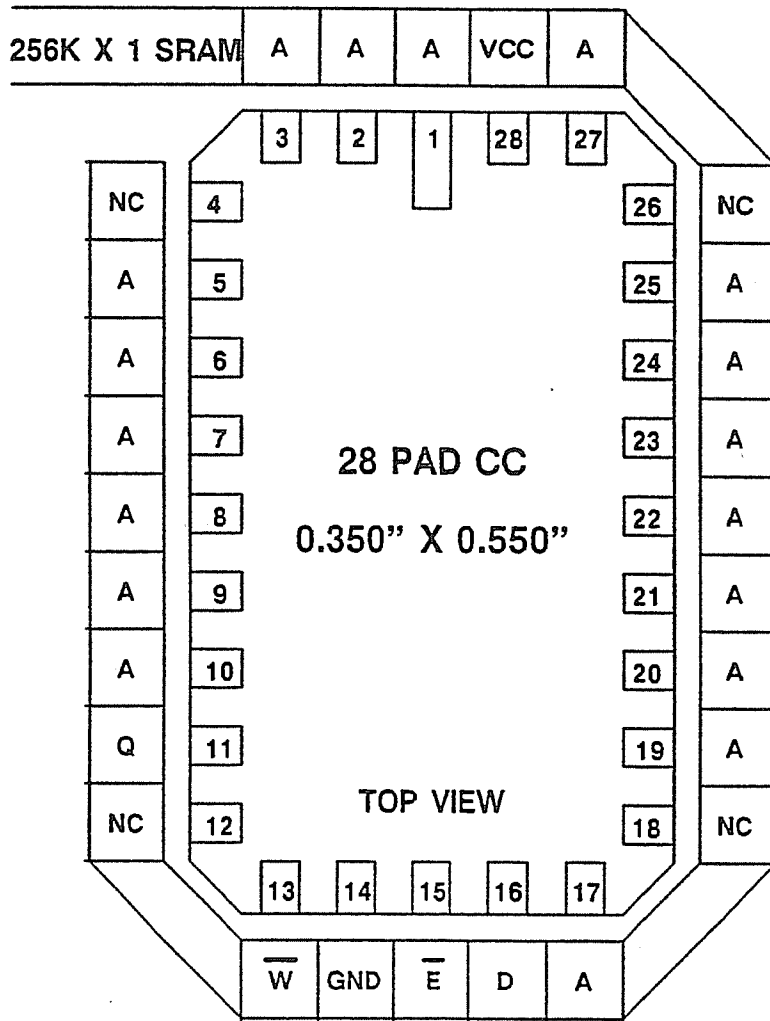 256K X 1 SRAM A A A VCC A
3 2 1 28 27
NC 4 26 NC
A 5 25 A
A 6 24 A
A 7 23 A
28 PAD CC
A 8 22 A
0.350” X 0.550”
A 9 21 A
A 10 20 A
Q 11 19 A
TOP VIEW
NC 12 18 NC
13 14 15 16 17
W̅ GND E̅ D A